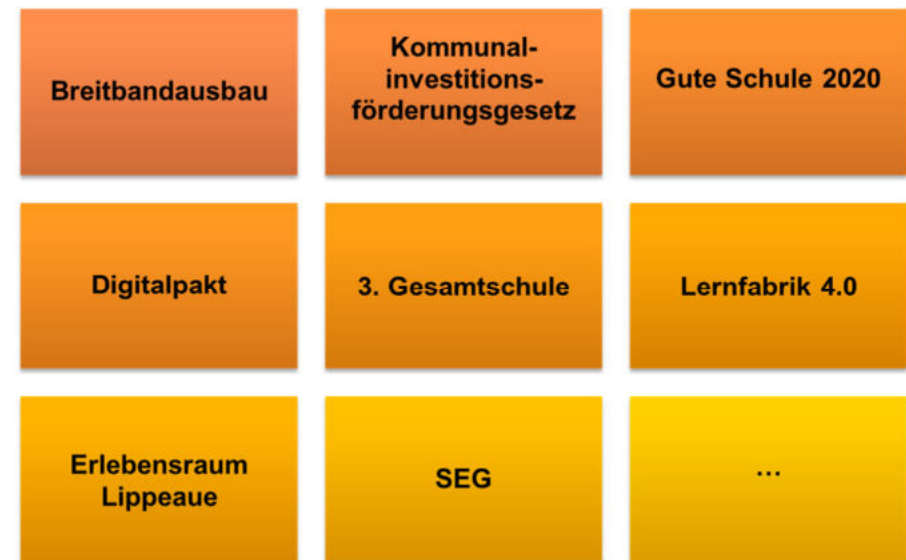 Breitbandausbau
Kommunal-
investitions-
förderungsgesetz
Gute Schule 2020
Digitalpakt
3. Gesamtschule
Lernfabrik 4.0
Erlebensraum
Lippeaue
SEG
...